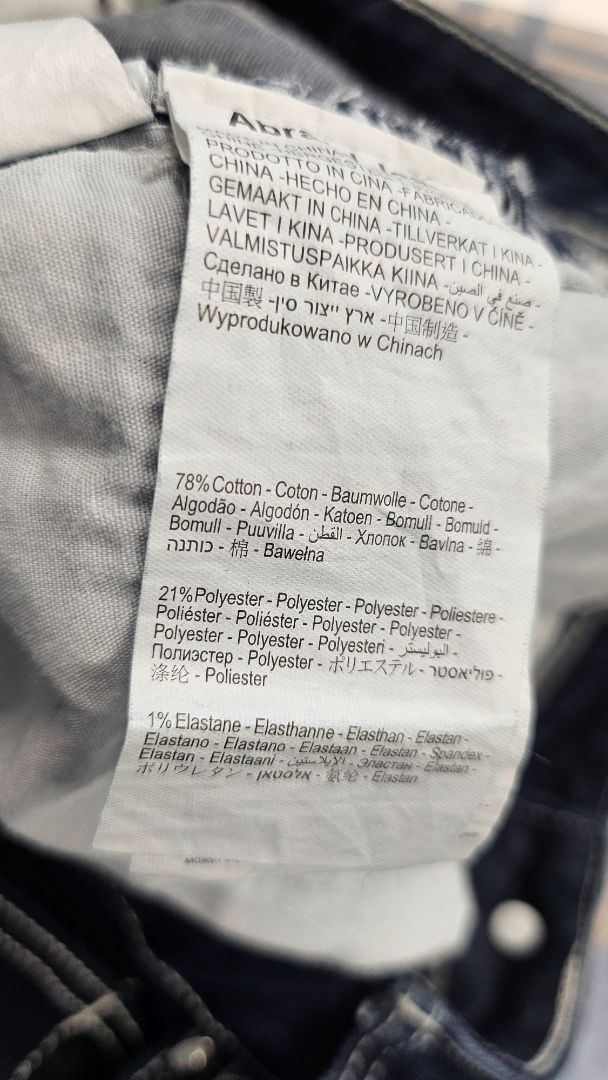 PRODOTTO IN CINA -FABRICADO
CHINA -HECHO EN CHINA -
GEMAAKT IN CHINA -TILLVERKAT I KINA -
LAVET I KINA -PRODUSERT I CHINA -
VALMISTUSPAIKKA KIINA -صنع في الصين -
Сделано в Китае -VYROBENO V ČÍNĚ -
中国製 -ארץ ייצור סין -中国制造 -
Wyprodukowano w Chinach
78% Cotton - Coton - Baumwolle - Cotone -
Algodão - Algodón - Katoen - Bomull - Bomuld -
Bomull - Puuvilla - القطن - Хлопок - Bavlna - 綿 -
כותנה - 棉 - Bawełna
21% Polyester - Polyester - Polyester - Poliestere -
Poliéster - Poliéster - Polyester - Polyester -
Polyester - Polyester - Polyesteri - البوليستر -
Полиэстер - Polyester - ポリエステル - פוליאסטר -
涤纶 - Poliester
1% Elastane - Elasthanne - Elasthan - Elastan -
Elastano - Elastano - Elastaan - Elastan - Spandex -
Elastan - Elastaani - الايلاستين - Эластан - Elastan -
ポリウレタン - אלסטאן - 氨纶 - Elastan